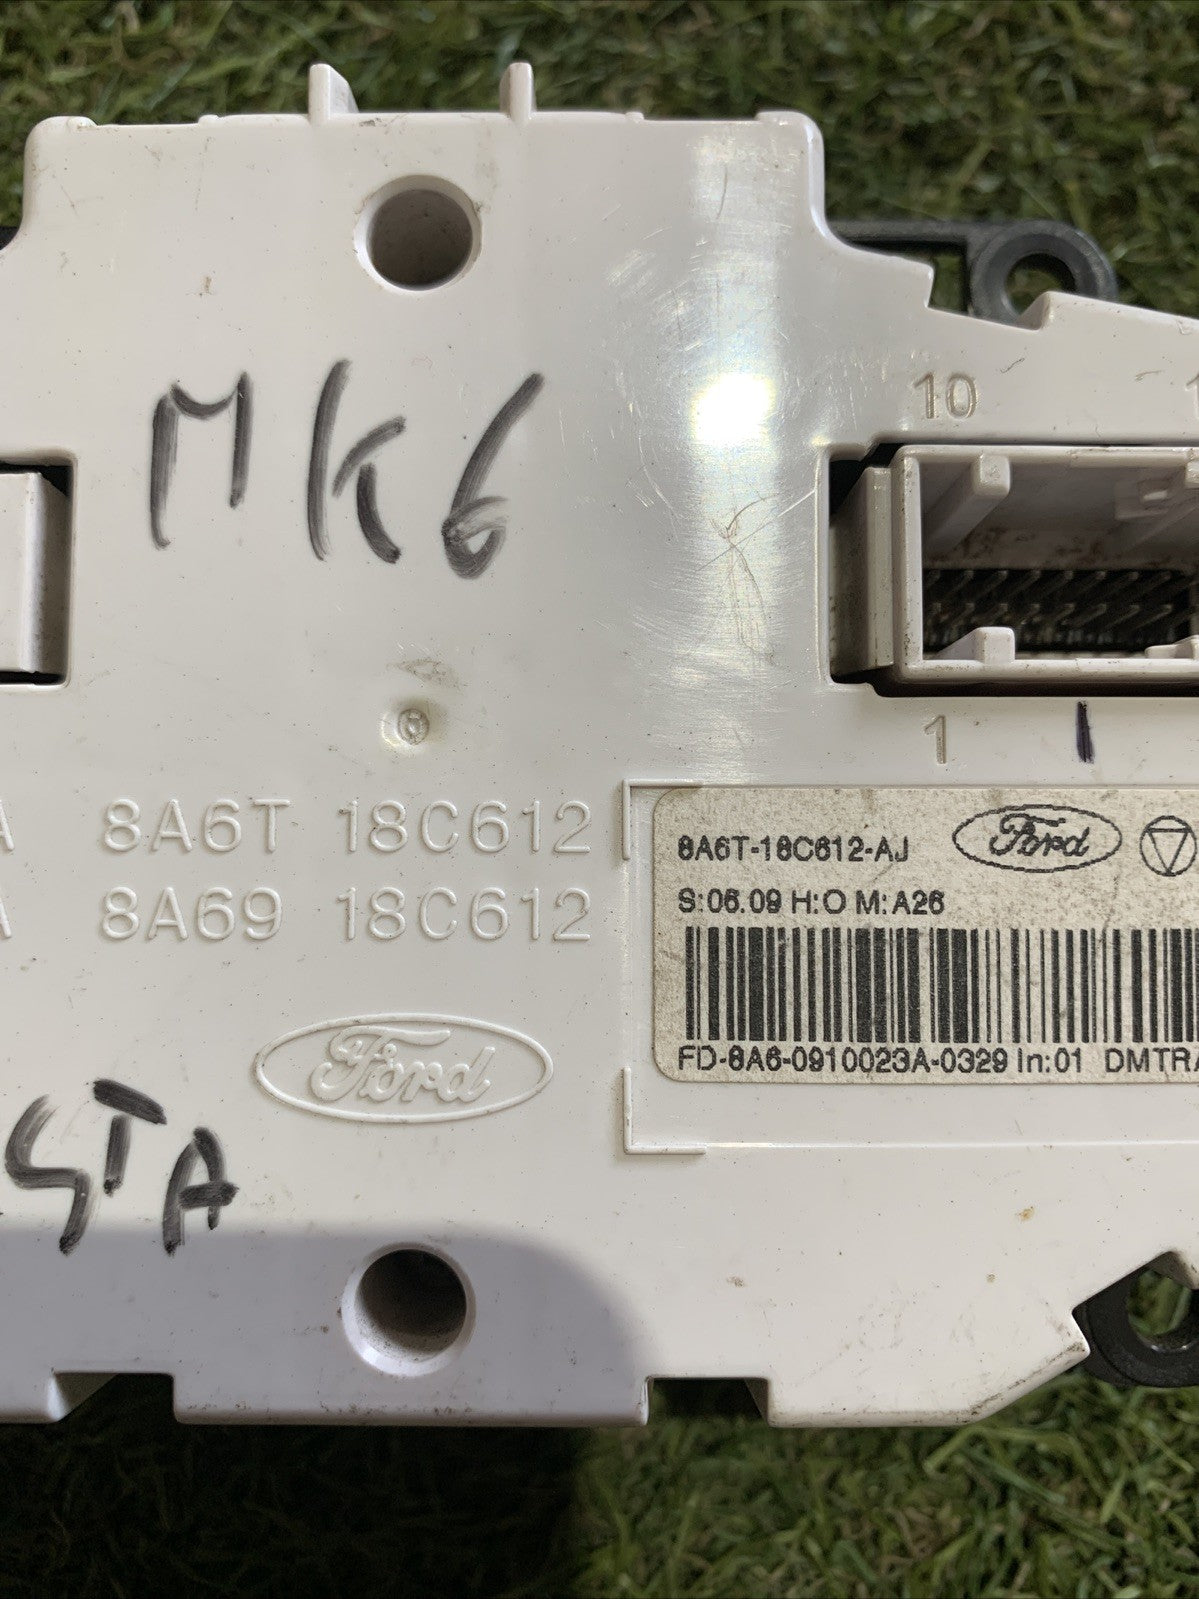 MK6
10
1
A 8A6T 18C612
A 8A69 18C612
Ford
STA
8A6T-18C612-AJ
Ford
S:06.09 H:O M:A26
FD-8A6-0910023A-0329 In:01 DMTRA